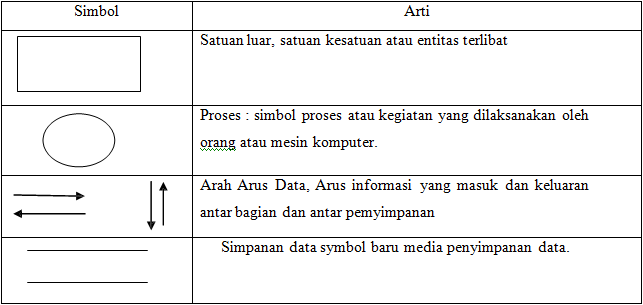 Simbol Arti
Satuan luar, satuan kesatuan atau entitas terlibat
Proses : simbol proses atau kegiatan yang dilaksanakan oleh
orang atau mesin komputer.
Arah Arus Data, Arus informasi yang masuk dan keluaran
antar bagian dan antar pemyimpanan
Simpanan data symbol baru media penyimpanan data.